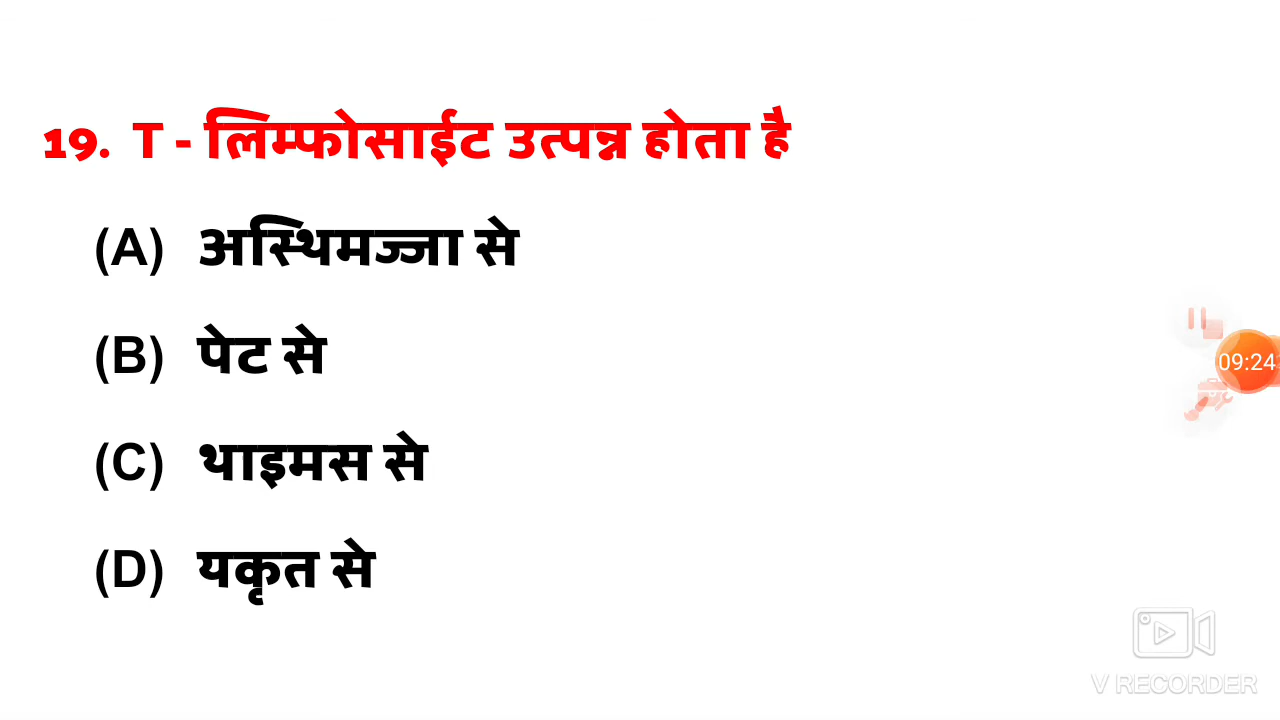 19. T - लिम्फोसाईट उत्पन्न होता है
(A) अस्थिमज्जा से
(B) पेट से
(C) थाइमस से
(D) यकृत से
09:24
V RECORDER